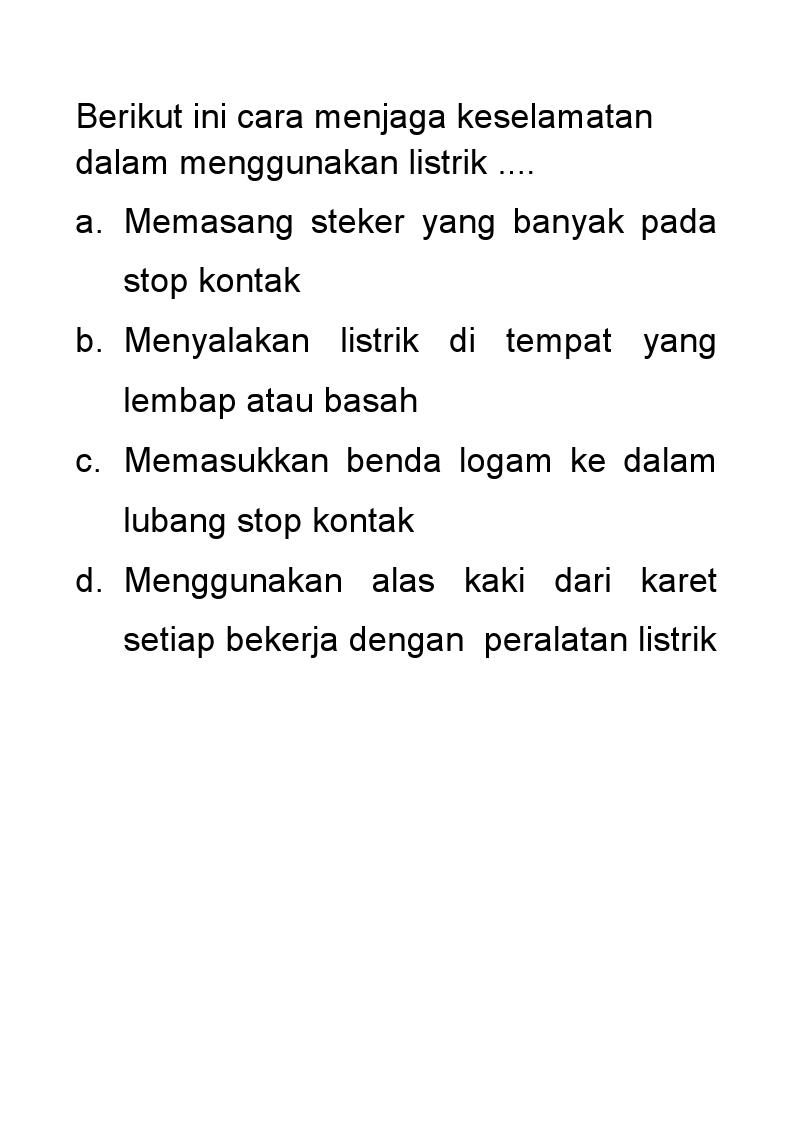 Berikut ini cara menjaga keselamatan
dalam menggunakan listrik ....
a. Memasang steker yang banyak pada
stop kontak
b. Menyalakan listrik di tempat yang
lembap atau basah
c. Memasukkan benda logam ke dalam
lubang stop kontak
d. Menggunakan alas kaki dari karet
setiap bekerja dengan peralatan listrik